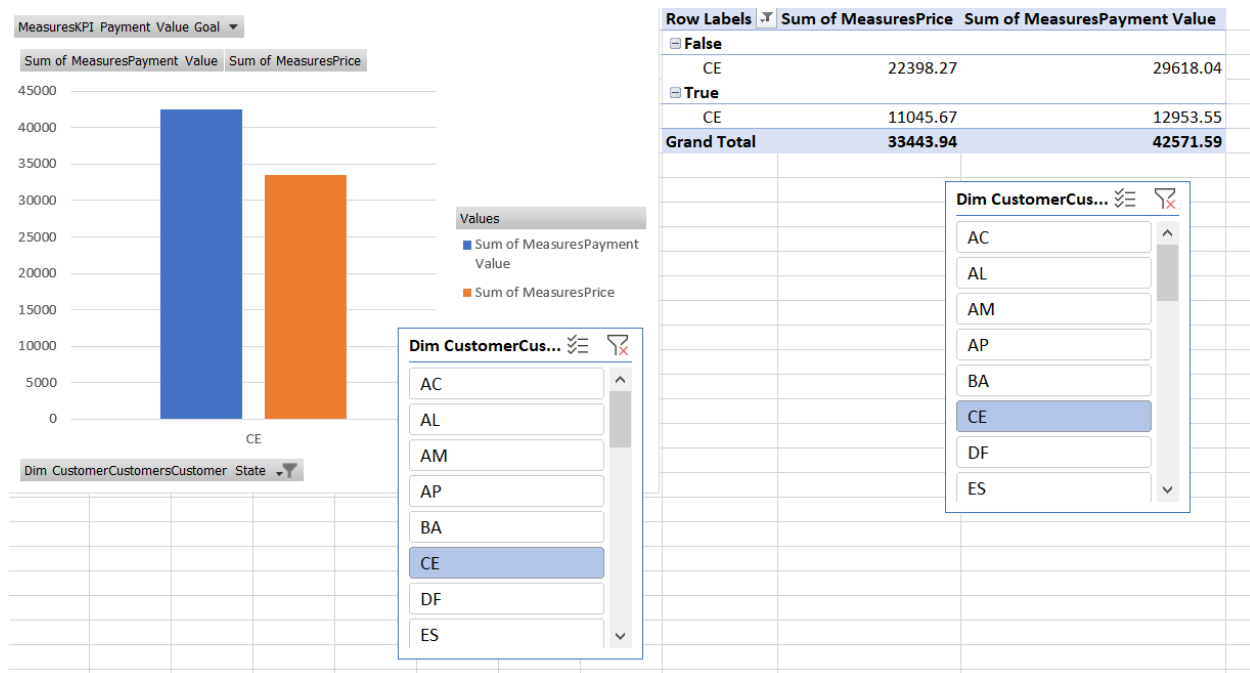 MeasuresKPI Payment Value Goal
Sum of MeasuresPayment Value Sum of MeasuresPrice
45000
40000
35000
30000
25000
20000
15000
10000
5000
0
CE
Dim CustomerCustomersCustomer State
Values
Sum of MeasuresPayment
Value
Sum of MeasuresPrice
Dim CustomerCus...
AC
AL
AM
AP
BA
CE
DF
ES
Row Labels Sum of MeasuresPrice Sum of MeasuresPayment Value
False
CE 22398.27 29618.04
True
CE 11045.67 12953.55
Grand Total 33443.94 42571.59
Dim CustomerCus...
AC
AL
AM
AP
BA
CE
DF
ES